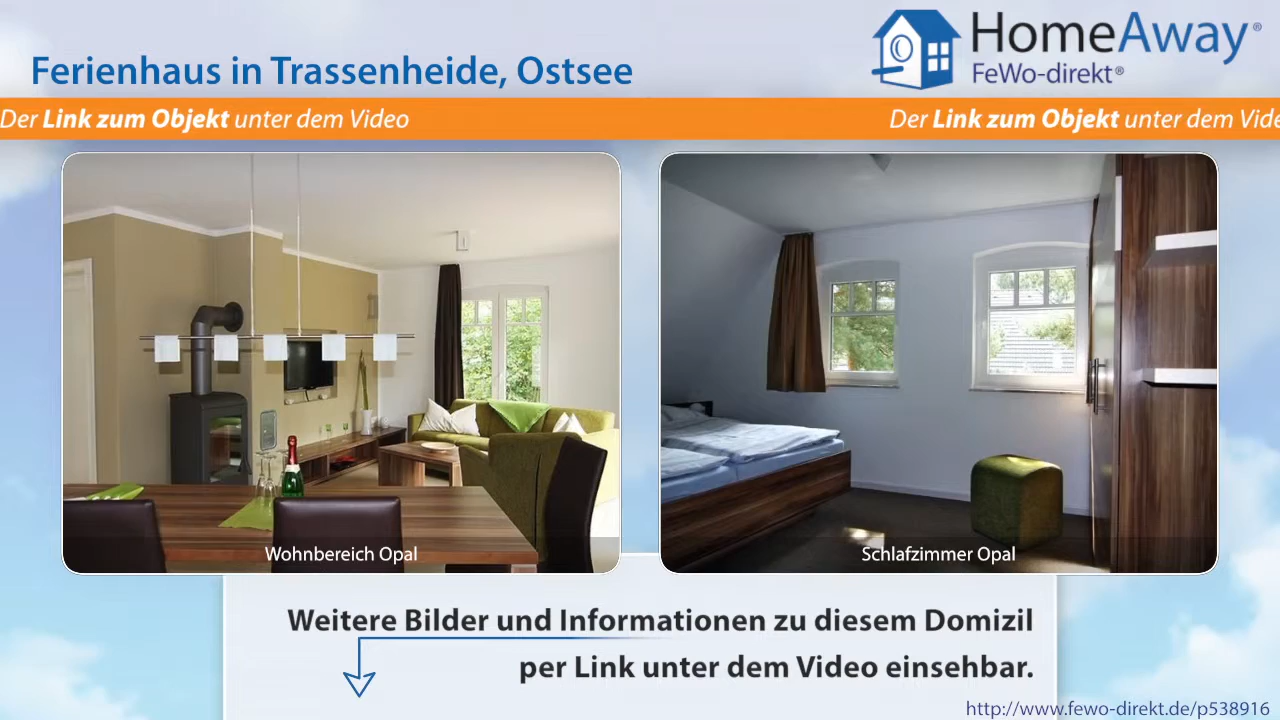 HomeAway®
FeWo-direkt®
Ferienhaus in Trassenheide, Ostsee
Der Link zum Objekt unter dem Video
Der Link zum Objekt unter dem Vide
Wohnbereich Opal
Schlafzimmer Opal
Weitere Bilder und Informationen zu diesem Domizil
per Link unter dem Video einsehbar.
http://www.fewo-direkt.de/p538916